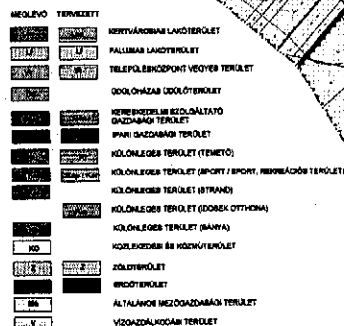 MEGLÉVŐ TERVEZETT
KERTVÁROSIAS LAKÓTERÜLET
FALUSIAS LAKÓTERÜLET
TELEPÜLÉSKÖZPONT VEGYES TERÜLET
ÜDÜLŐHÁZAS ÜDÜLŐTERÜLET
KERESKEDELMI SZOLGÁLTATÓ
GAZDASÁGI TERÜLET
IPARI GAZDASÁGI TERÜLET
KÜLÖNLEGES TERÜLET (TEMETŐ)
KÜLÖNLEGES TERÜLET (SPORT / SPORT, REKREÁCIÓS TERÜLET)
KÜLÖNLEGES TERÜLET (STRAND)
KÜLÖNLEGES TERÜLET (IDŐSEK OTTHONA)
KÜLÖNLEGES TERÜLET (BÁNYA)
KÖ KÖZLEKEDÉSI ÉS KÖZMŰTERÜLET
Z Z ZÖLDTERÜLET
ERDŐTERÜLET
Má ÁLTALÁNOS MEZŐGAZDASÁGI TERÜLET
V VÍZGAZDÁLKODÁSI TERÜLET